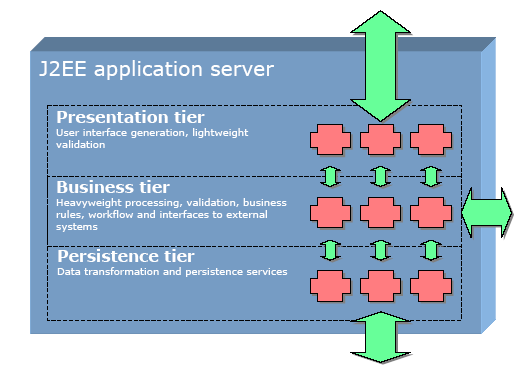 J2EE application server
Presentation tier
User interface generation, lightweight
validation
Business tier
Heavyweight processing, validation, business
rules, workflow and interfaces to external
systems
Persistence tier
Data transformation and persistence services